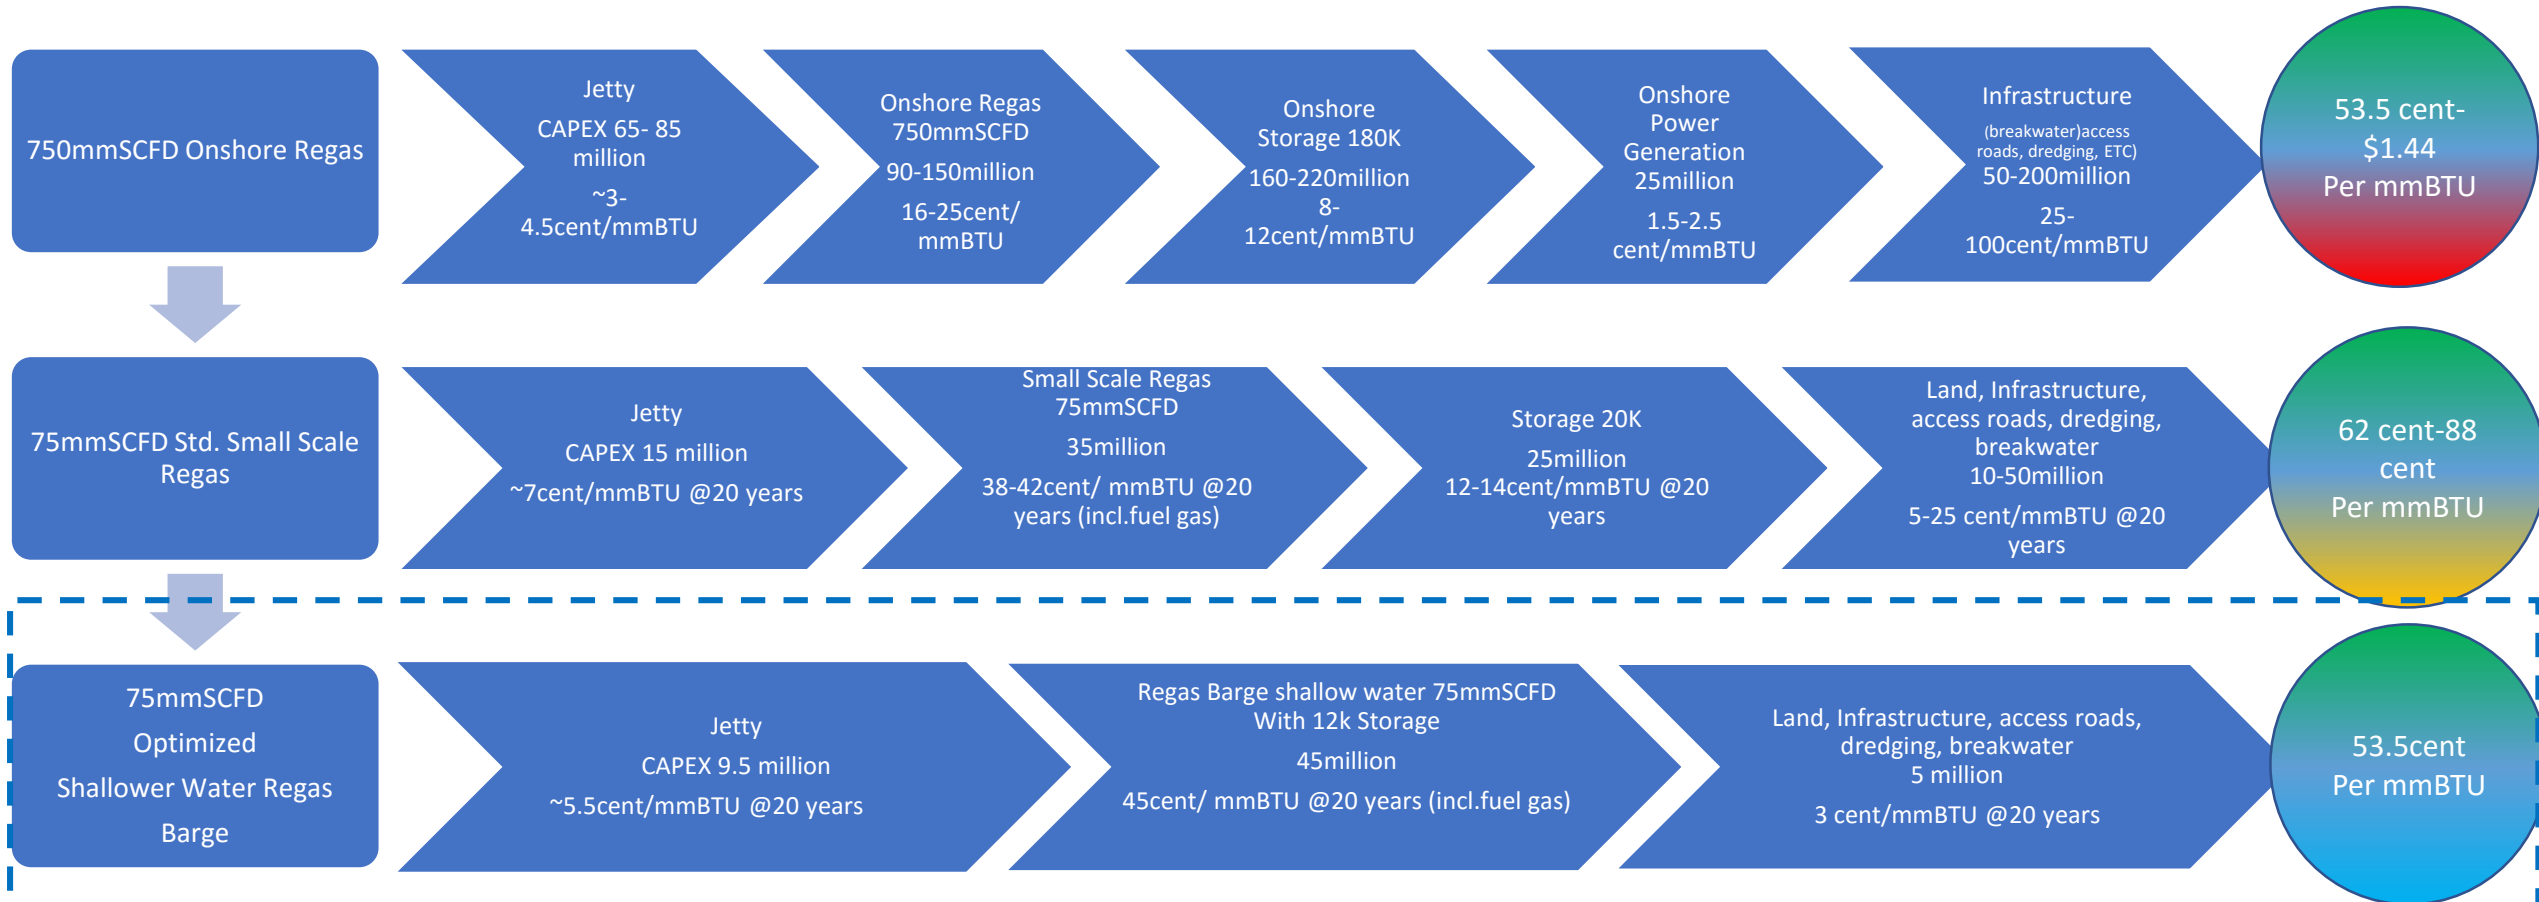 750mmSCFD Onshore Regas
Jetty
CAPEX 65- 85
million
~3-
4.5cent/mmBTU
Onshore Regas
750mmSCFD
90-150million
16-25cent/
mmBTU
Onshore
Storage 180K
160-220million
8-
12cent/mmBTU
Onshore
Power
Generation
25million
1.5-2.5
cent/mmBTU
Infrastructure
(breakwater)access
roads, dredging, ETC)
50-200million
25-
100cent/mmBTU
53.5 cent-
$1.44
Per mmBTU
75mmSCFD Std. Small Scale
Regas
Jetty
CAPEX 15 million
~7cent/mmBTU @20 years
Small Scale Regas
75mmSCFD
35million
38-42cent/ mmBTU @20
years (incl.fuel gas)
Storage 20K
25million
12-14cent/mmBTU @20
years
Land, Infrastructure,
access roads, dredging,
breakwater
10-50million
5-25 cent/mmBTU @20
years
62 cent-88
cent
Per mmBTU
75mmSCFD
Optimized
Shallower Water Regas
Barge
Jetty
CAPEX 9.5 million
~5.5cent/mmBTU @20 years
Regas Barge shallow water 75mmSCFD
With 12k Storage
45million
45cent/ mmBTU @20 years (incl.fuel gas)
Land, Infrastructure, access roads,
dredging, breakwater
5 million
3 cent/mmBTU @20 years
53.5cent
Per mmBTU